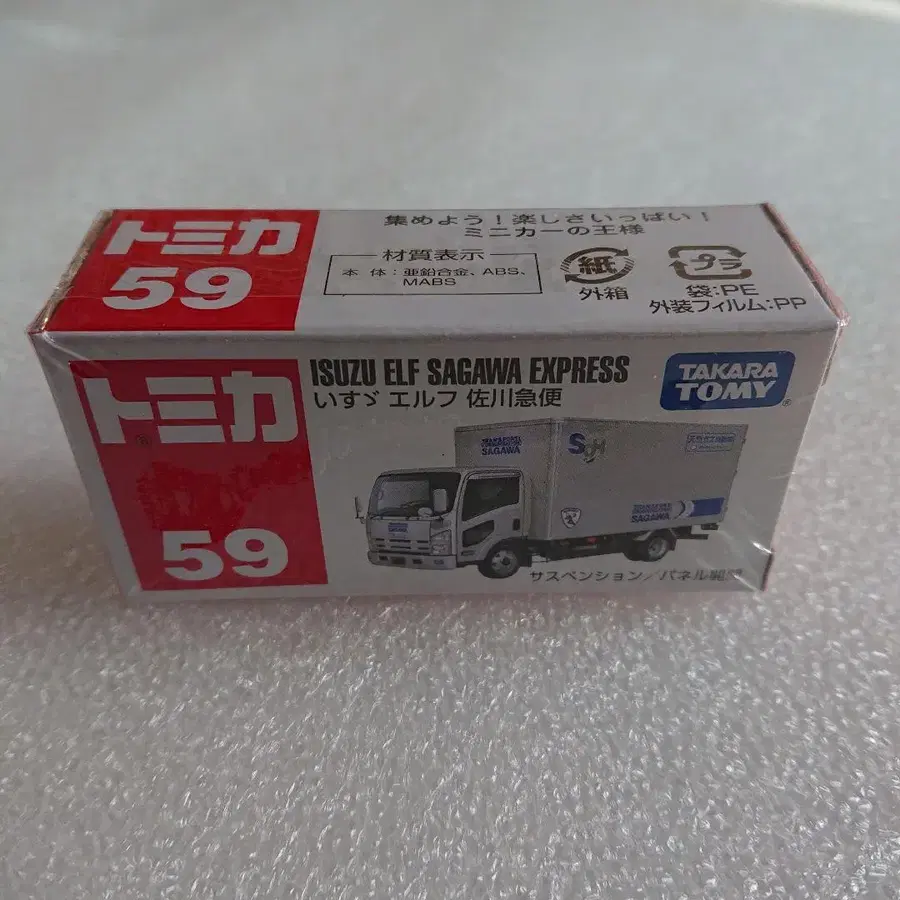 トミカ
59
集めよう！楽しさいっぱい！
ミニカーの王様
材質表示
本 体：亜鉛合金、ABS、
MABS
紙
外箱
プラ
袋：PE
外装フィルム：PP
トミカ®
59
ISUZU ELF SAGAWA EXPRESS
いすゞ エルフ 佐川急便
TAKARA
TOMY®
SAGAWA
SAGAWA
サスペンション／パネル